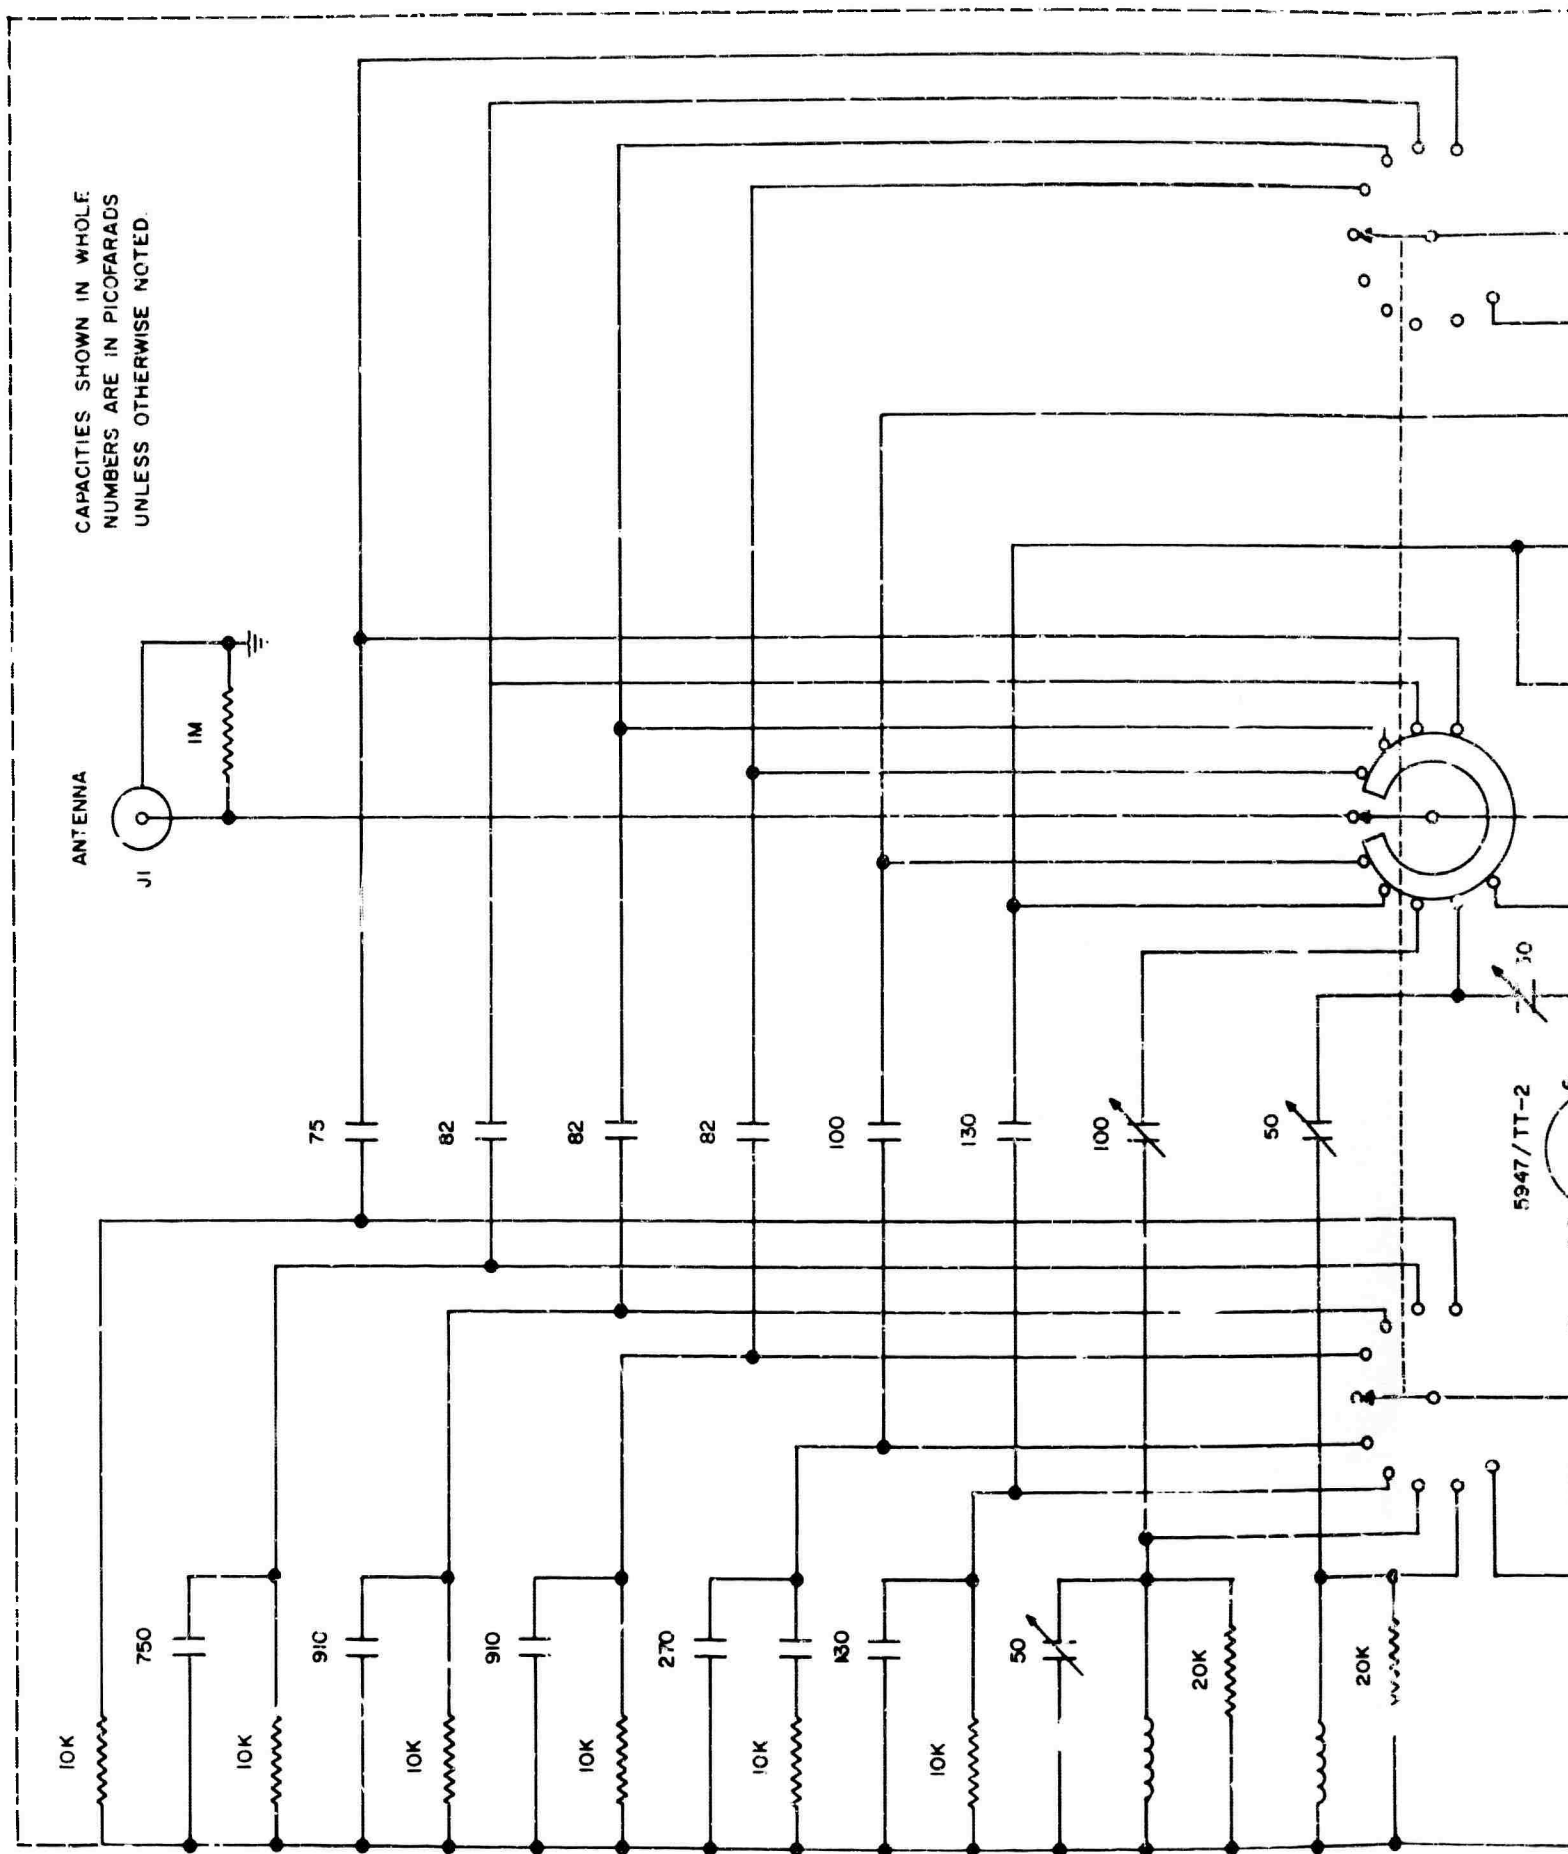 CAPACITIES SHOWN IN WHOLE
NUMBERS ARE IN PICOFARADS
UNLESS OTHERWISE NOTED.
ANTENNA
J1
1M
75
82
82
82
100
130
100
50
5947/TT-2
10K
750
10K
910
10K
910
10K
270
10K
130
10K
50
20K
20K